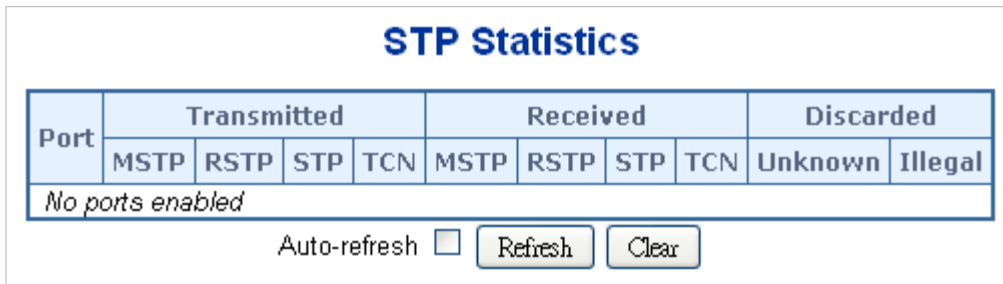 STP Statistics
Port Transmitted Received Discarded
MSTP RSTP STP TCN MSTP RSTP STP TCN Unknown Illegal
No ports enabled
Auto-refresh Refresh Clear